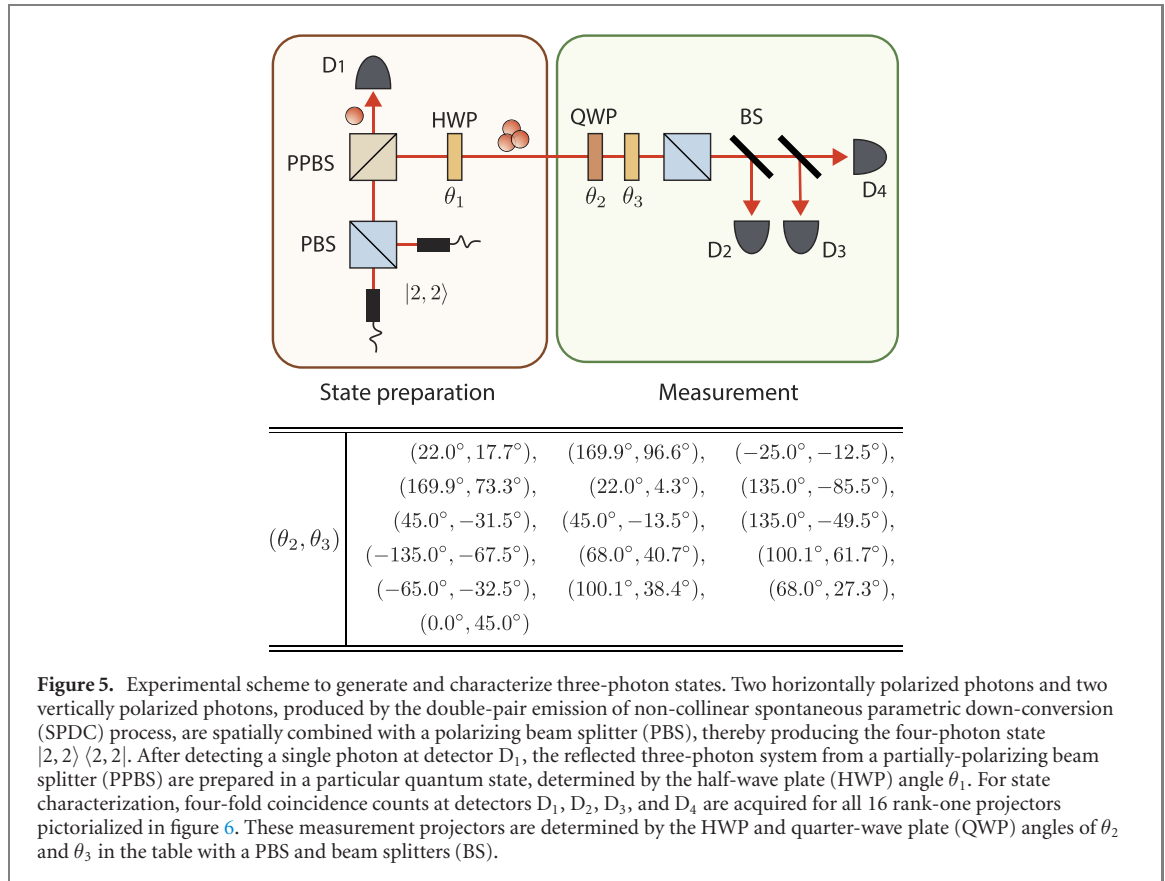 D1
HWP
QWP
BS
PPBS
θ1
θ2
θ3
D4
PBS
D2
D3
|2, 2⟩
State preparation
Measurement
(22.0°, 17.7°), (169.9°, 96.6°), (−25.0°, −12.5°),
(169.9°, 73.3°), (22.0°, 4.3°), (135.0°, −85.5°),
(45.0°, −31.5°), (45.0°, −13.5°), (135.0°, −49.5°),
(θ2, θ3)
(−135.0°, −67.5°), (68.0°, 40.7°), (100.1°, 61.7°),
(−65.0°, −32.5°), (100.1°, 38.4°), (68.0°, 27.3°),
(0.0°, 45.0°)
Figure 5. Experimental scheme to generate and characterize three-photon states. Two horizontally polarized photons and two
vertically polarized photons, produced by the double-pair emission of non-collinear spontaneous parametric down-conversion
(SPDC) process, are spatially combined with a polarizing beam splitter (PBS), thereby producing the four-photon state
|2, 2⟩ ⟨2, 2|. After detecting a single photon at detector D1, the reflected three-photon system from a partially-polarizing beam
splitter (PPBS) are prepared in a particular quantum state, determined by the half-wave plate (HWP) angle θ1. For state
characterization, four-fold coincidence counts at detectors D1, D2, D3, and D4 are acquired for all 16 rank-one projectors
pictorialized in figure 6. These measurement projectors are determined by the HWP and quarter-wave plate (QWP) angles of θ2
and θ3 in the table with a PBS and beam splitters (BS).